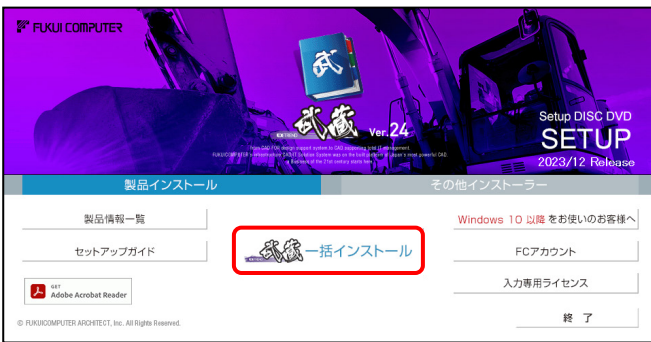 FUKUI COMPUTER
武
武蔵 Ver.24
Setup DISC DVD
SETUP
2023/12 Release
製品インストール
その他インストーラー
製品情報一覧
Windows 10 以降 をお使いのお客様へ
セットアップガイド
武蔵 一括インストール
FCアカウント
GET
Adobe Acrobat Reader
入力専用ライセンス
終 了
© FUKUICOMPUTER ARCHITECT, Inc. All Rights Reserved.